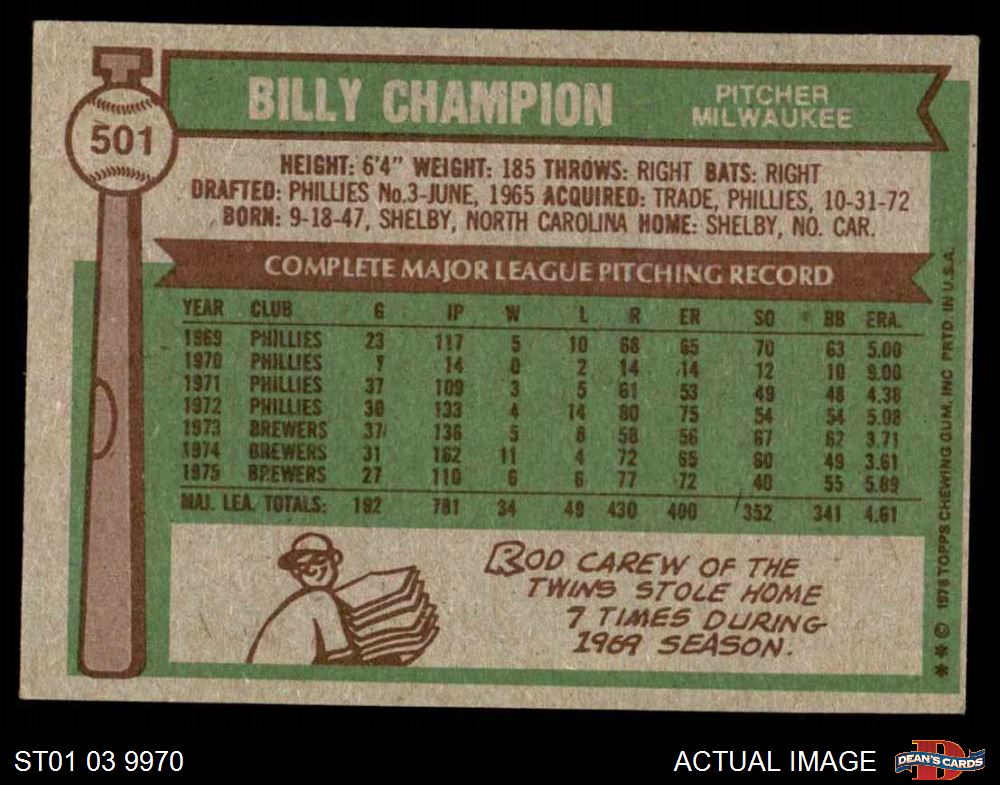 501
BILLY CHAMPION
PITCHER
MILWAUKEE
HEIGHT: 6'4" WEIGHT: 185 THROWS: RIGHT BATS: RIGHT
DRAFTED: PHILLIES No.3-JUNE, 1965 ACQUIRED: TRADE, PHILLIES, 10-31-72
BORN: 9-18-47, SHELBY, NORTH CAROLINA HOME: SHELBY, NO. CAR.
COMPLETE MAJOR LEAGUE PITCHING RECORD
YEAR CLUB G IP W L R ER SO BB ERA.
1969 PHILLIES 23 117 5 10 68 65 70 63 5.00
1970 PHILLIES 7 14 0 2 14 14 12 10 9.00
1971 PHILLIES 37 109 3 5 61 53 49 48 4.38
1972 PHILLIES 30 133 4 14 80 75 54 54 5.08
1973 BREWERS 37 136 5 8 58 56 67 62 3.71
1974 BREWERS 31 162 11 4 72 65 60 49 3.61
1975 BREWERS 27 110 6 6 77 72 40 55 5.89
MAJ. LEA. TOTALS: 192 781 34 49 430 400 352 341 4.61
ROD CAREW OF THE
TWINS STOLE HOME
7 TIMES DURING
1969 SEASON.
** © 1976 TOPPS CHEWING GUM, INC PRTD. IN U.S.A.
ST01 03 9970
ACTUAL IMAGE
D
DEAN'S CARDS